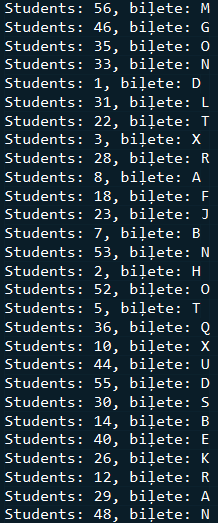 Students: 56, biļete: M
Students: 46, biļete: G
Students: 35, biļete: O
Students: 33, biļete: N
Students: 1, biļete: D
Students: 31, biļete: L
Students: 22, biļete: T
Students: 3, biļete: X
Students: 28, biļete: R
Students: 8, biļete: A
Students: 18, biļete: F
Students: 23, biļete: J
Students: 7, biļete: B
Students: 53, biļete: N
Students: 2, biļete: H
Students: 52, biļete: O
Students: 5, biļete: T
Students: 36, biļete: Q
Students: 10, biļete: X
Students: 44, biļete: U
Students: 55, biļete: D
Students: 30, biļete: S
Students: 14, biļete: B
Students: 40, biļete: E
Students: 26, biļete: K
Students: 12, biļete: R
Students: 29, biļete: A
Students: 48, biļete: N